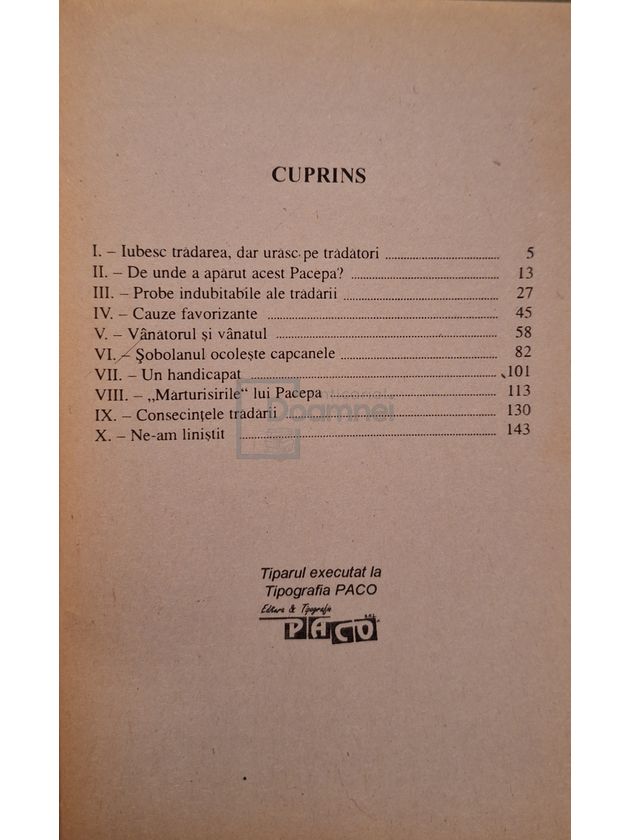 CUPRINS
I. – Iubesc trădarea, dar urăsc pe trădători ........ 5
II. – De unde a apărut acest Pacepa? ........ 13
III. – Probe indubitabile ale trădării ........ 27
IV. – Cauze favorizante ........ 45
V. – Vânătorul și vânatul ........ 58
VI. – Șobolanul ocolește capcanele ........ 82
VII. – Un handicapat ........ 101
VIII. – „Mărturisirile“ lui Pacepa ........ 113
IX. – Consecințele trădării ........ 130
X. – Ne-am liniștit ........ 143
Doamnei
Tiparul executat la
Tipografia PACO
Editura & Tipografia
PACO